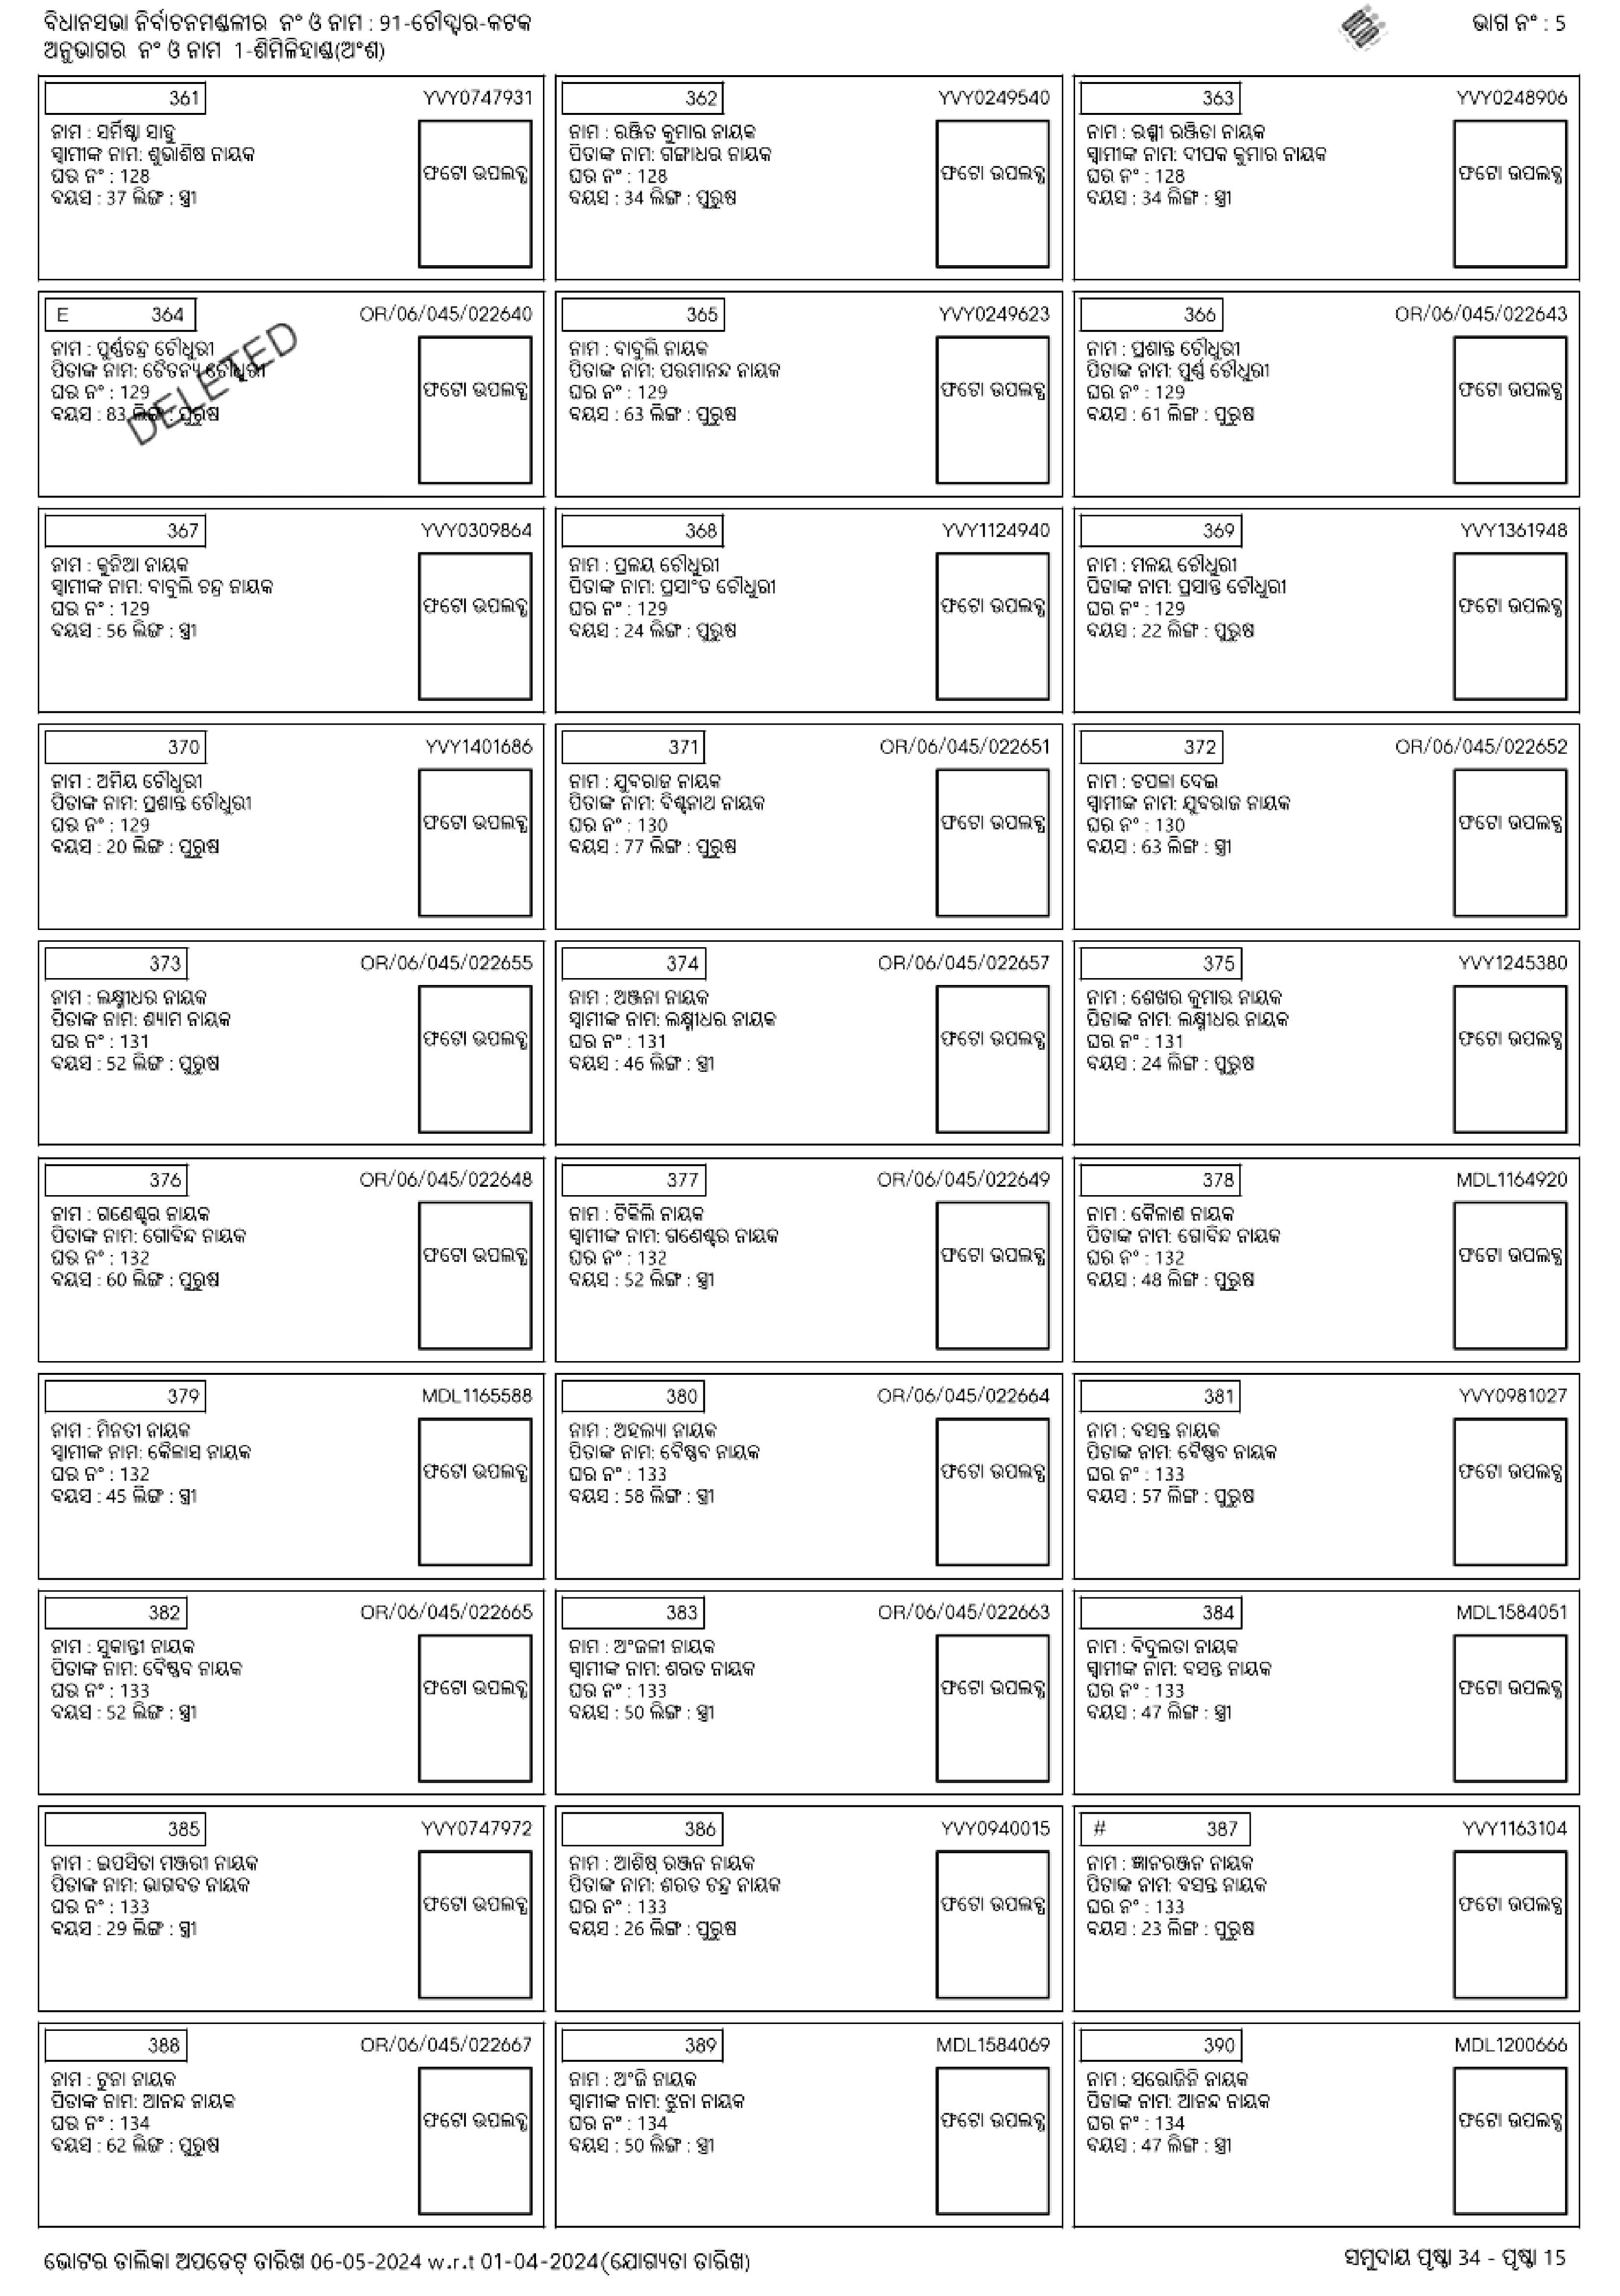 ବିଧାନସଭା ନିର୍ବାଚନମଣ୍ଡଳୀର ନଂ ଓ ନାମ : 91-ଚୌଦ୍ୱାର-କଟକ
ଅନୁଭାଗର ନଂ ଓ ନାମ 1-ଶିମିଳିହାଣ୍ଡ(ଅଂଶ)
ଭାଗ ନଂ : 5
361 YVY0747931
ନାମ : ସର୍ମିଷ୍ଠା ସାହୁ
ସ୍ୱାମୀଙ୍କ ନାମ: ଶୁଭାଶିଷ ନାୟକ
ଘର ନଂ : 128
ବୟସ : 37 ଲିଙ୍ଗ : ସ୍ତ୍ରୀ
ଫଟୋ ଉପଲବ୍ଧ
362 YVY0249540
ନାମ : ରଞ୍ଜିତ କୁମାର ନାୟକ
ପିତାଙ୍କ ନାମ: ଗଙ୍ଗାଧର ନାୟକ
ଘର ନଂ : 128
ବୟସ : 34 ଲିଙ୍ଗ : ପୁରୁଷ
ଫଟୋ ଉପଲବ୍ଧ
363 YVY0248906
ନାମ : ରଶ୍ମୀ ରଞ୍ଜିତା ନାୟକ
ସ୍ୱାମୀଙ୍କ ନାମ: ଦୀପକ କୁମାର ନାୟକ
ଘର ନଂ : 128
ବୟସ : 34 ଲିଙ୍ଗ : ସ୍ତ୍ରୀ
ଫଟୋ ଉପଲବ୍ଧ
E 364 OR/06/045/022640
ନାମ : ପୁର୍ଣ୍ଣଚନ୍ଦ୍ର ଚୌଧୁରୀ
ପିତାଙ୍କ ନାମ: ଚୈତନ୍ୟ ଚୌଧୁରୀ
ଘର ନଂ : 129
ବୟସ : 83 ଲିଙ୍ଗ : ପୁରୁଷ
ଫଟୋ ଉପଲବ୍ଧ
DELETED
365 YVY0249623
ନାମ : ବାବୁଲି ନାୟକ
ପିତାଙ୍କ ନାମ: ପରମାନନ୍ଦ ନାୟକ
ଘର ନଂ : 129
ବୟସ : 63 ଲିଙ୍ଗ : ପୁରୁଷ
ଫଟୋ ଉପଲବ୍ଧ
366 OR/06/045/022643
ନାମ : ପ୍ରଶାନ୍ତ ଚୌଧୁରୀ
ପିତାଙ୍କ ନାମ: ପୁର୍ଣ୍ଣ ଚୌଧୁରୀ
ଘର ନଂ : 129
ବୟସ : 61 ଲିଙ୍ଗ : ପୁରୁଷ
ଫଟୋ ଉପଲବ୍ଧ
367 YVY0309864
ନାମ : କୁନିଆ ନାୟକ
ସ୍ୱାମୀଙ୍କ ନାମ: ବାବୁଲି ଚନ୍ଦ୍ର ନାୟକ
ଘର ନଂ : 129
ବୟସ : 56 ଲିଙ୍ଗ : ସ୍ତ୍ରୀ
ଫଟୋ ଉପଲବ୍ଧ
368 YVY1124940
ନାମ : ପ୍ରଳୟ ଚୌଧୁରୀ
ପିତାଙ୍କ ନାମ: ପ୍ରସାଂତ ଚୌଧୁରୀ
ଘର ନଂ : 129
ବୟସ : 24 ଲିଙ୍ଗ : ପୁରୁଷ
ଫଟୋ ଉପଲବ୍ଧ
369 YVY1361948
ନାମ : ମଳୟ ଚୌଧୁରୀ
ପିତାଙ୍କ ନାମ: ପ୍ରସାନ୍ତ ଚୌଧୁରୀ
ଘର ନଂ : 129
ବୟସ : 22 ଲିଙ୍ଗ : ପୁରୁଷ
ଫଟୋ ଉପଲବ୍ଧ
370 YVY1401686
ନାମ : ଅମିୟ ଚୌଧୁରୀ
ପିତାଙ୍କ ନାମ: ପ୍ରଶାନ୍ତ ଚୌଧୁରୀ
ଘର ନଂ : 129
ବୟସ : 20 ଲିଙ୍ଗ : ପୁରୁଷ
ଫଟୋ ଉପଲବ୍ଧ
371 OR/06/045/022651
ନାମ : ଯୁବରାଜ ନାୟକ
ପିତାଙ୍କ ନାମ: ବିଶ୍ୱନାଥ ନାୟକ
ଘର ନଂ : 130
ବୟସ : 77 ଲିଙ୍ଗ : ପୁରୁଷ
ଫଟୋ ଉପଲବ୍ଧ
372 OR/06/045/022652
ନାମ : ଚପଳା ଦେଇ
ସ୍ୱାମୀଙ୍କ ନାମ: ଯୁବରାଜ ନାୟକ
ଘର ନଂ : 130
ବୟସ : 63 ଲିଙ୍ଗ : ସ୍ତ୍ରୀ
ଫଟୋ ଉପଲବ୍ଧ
373 OR/06/045/022655
ନାମ : ଲକ୍ଷ୍ମୀଧର ନାୟକ
ପିତାଙ୍କ ନାମ: ଶ୍ୟାମ ନାୟକ
ଘର ନଂ : 131
ବୟସ : 52 ଲିଙ୍ଗ : ପୁରୁଷ
ଫଟୋ ଉପଲବ୍ଧ
374 OR/06/045/022657
ନାମ : ଅଞ୍ଜନା ନାୟକ
ସ୍ୱାମୀଙ୍କ ନାମ: ଲକ୍ଷ୍ମୀଧର ନାୟକ
ଘର ନଂ : 131
ବୟସ : 46 ଲିଙ୍ଗ : ସ୍ତ୍ରୀ
ଫଟୋ ଉପଲବ୍ଧ
375 YVY1245380
ନାମ : ଶେଖର କୁମାର ନାୟକ
ପିତାଙ୍କ ନାମ: ଲକ୍ଷ୍ମୀଧର ନାୟକ
ଘର ନଂ : 131
ବୟସ : 24 ଲିଙ୍ଗ : ପୁରୁଷ
ଫଟୋ ଉପଲବ୍ଧ
376 OR/06/045/022648
ନାମ : ଗଣେଶ୍ୱର ନାୟକ
ପିତାଙ୍କ ନାମ: ଗୋବିନ୍ଦ ନାୟକ
ଘର ନଂ : 132
ବୟସ : 60 ଲିଙ୍ଗ : ପୁରୁଷ
ଫଟୋ ଉପଲବ୍ଧ
377 OR/06/045/022649
ନାମ : ଟିକିଲି ନାୟକ
ସ୍ୱାମୀଙ୍କ ନାମ: ଗଣେଶ୍ୱର ନାୟକ
ଘର ନଂ : 132
ବୟସ : 52 ଲିଙ୍ଗ : ସ୍ତ୍ରୀ
ଫଟୋ ଉପଲବ୍ଧ
378 MDL1164920
ନାମ : କୈଳାଶ ନାୟକ
ପିତାଙ୍କ ନାମ: ଗୋବିନ୍ଦ ନାୟକ
ଘର ନଂ : 132
ବୟସ : 48 ଲିଙ୍ଗ : ପୁରୁଷ
ଫଟୋ ଉପଲବ୍ଧ
379 MDL1165588
ନାମ : ମିନତୀ ନାୟକ
ସ୍ୱାମୀଙ୍କ ନାମ: କୈଳାସ ନାୟକ
ଘର ନଂ : 132
ବୟସ : 45 ଲିଙ୍ଗ : ସ୍ତ୍ରୀ
ଫଟୋ ଉପଲବ୍ଧ
380 OR/06/045/022664
ନାମ : ଅହଲ୍ୟା ନାୟକ
ପିତାଙ୍କ ନାମ: ବୈଷ୍ଣବ ନାୟକ
ଘର ନଂ : 133
ବୟସ : 58 ଲିଙ୍ଗ : ସ୍ତ୍ରୀ
ଫଟୋ ଉପଲବ୍ଧ
381 YVY0981027
ନାମ : ବସନ୍ତ ନାୟକ
ପିତାଙ୍କ ନାମ: ବୈଷ୍ଣବ ନାୟକ
ଘର ନଂ : 133
ବୟସ : 57 ଲିଙ୍ଗ : ପୁରୁଷ
ଫଟୋ ଉପଲବ୍ଧ
382 OR/06/045/022665
ନାମ : ସୁକାନ୍ତୀ ନାୟକ
ପିତାଙ୍କ ନାମ: ବୈଷ୍ଣବ ନାୟକ
ଘର ନଂ : 133
ବୟସ : 52 ଲିଙ୍ଗ : ସ୍ତ୍ରୀ
ଫଟୋ ଉପଲବ୍ଧ
383 OR/06/045/022663
ନାମ : ଅଂଜଳୀ ନାୟକ
ସ୍ୱାମୀଙ୍କ ନାମ: ଶରତ ନାୟକ
ଘର ନଂ : 133
ବୟସ : 50 ଲିଙ୍ଗ : ସ୍ତ୍ରୀ
ଫଟୋ ଉପଲବ୍ଧ
384 MDL1584051
ନାମ : ବିଦୁଲତା ନାୟକ
ସ୍ୱାମୀଙ୍କ ନାମ: ବସନ୍ତ ନାୟକ
ଘର ନଂ : 133
ବୟସ : 47 ଲିଙ୍ଗ : ସ୍ତ୍ରୀ
ଫଟୋ ଉପଲବ୍ଧ
385 YVY0747972
ନାମ : ଇପସିତା ମଞ୍ଜରୀ ନାୟକ
ପିତାଙ୍କ ନାମ: ଭାଗବତ ନାୟକ
ଘର ନଂ : 133
ବୟସ : 29 ଲିଙ୍ଗ : ସ୍ତ୍ରୀ
ଫଟୋ ଉପଲବ୍ଧ
386 YVY0940015
ନାମ : ଆଶିଷ୍ ରଞ୍ଜନ ନାୟକ
ପିତାଙ୍କ ନାମ: ଶରତ ଚନ୍ଦ୍ର ନାୟକ
ଘର ନଂ : 133
ବୟସ : 26 ଲିଙ୍ଗ : ପୁରୁଷ
ଫଟୋ ଉପଲବ୍ଧ
# 387 YVY1163104
ନାମ : ଜ୍ଞାନରଞ୍ଜନ ନାୟକ
ପିତାଙ୍କ ନାମ: ବସନ୍ତ ନାୟକ
ଘର ନଂ : 133
ବୟସ : 23 ଲିଙ୍ଗ : ପୁରୁଷ
ଫଟୋ ଉପଲବ୍ଧ
388 OR/06/045/022667
ନାମ : ଟୁନା ନାୟକ
ପିତାଙ୍କ ନାମ: ଆନନ୍ଦ ନାୟକ
ଘର ନଂ : 134
ବୟସ : 62 ଲିଙ୍ଗ : ପୁରୁଷ
ଫଟୋ ଉପଲବ୍ଧ
389 MDL1584069
ନାମ : ଅଂଜି ନାୟକ
ସ୍ୱାମୀଙ୍କ ନାମ: ଝୁନା ନାୟକ
ଘର ନଂ : 134
ବୟସ : 50 ଲିଙ୍ଗ : ସ୍ତ୍ରୀ
ଫଟୋ ଉପଲବ୍ଧ
390 MDL1200666
ନାମ : ସରୋଜିନି ନାୟକ
ପିତାଙ୍କ ନାମ: ଆନନ୍ଦ ନାୟକ
ଘର ନଂ : 134
ବୟସ : 47 ଲିଙ୍ଗ : ସ୍ତ୍ରୀ
ଫଟୋ ଉପଲବ୍ଧ
ଭୋଟର ତାଲିକା ଅପଡେଟ୍ ତାରିଖ 06-05-2024 w.r.t 01-04-2024(ଯୋଗ୍ୟତା ତାରିଖ)
ସମୁଦାୟ ପୃଷ୍ଠା 34 - ପୃଷ୍ଠା 15